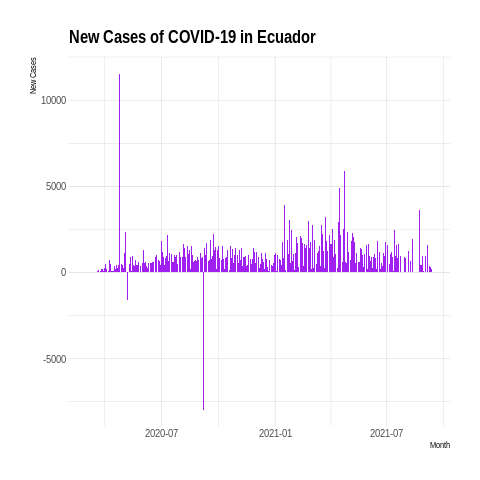 New Cases of COVID-19 in Ecuador
New Cases
10000
5000
0
-5000
2020-07
2021-01
2021-07
Month